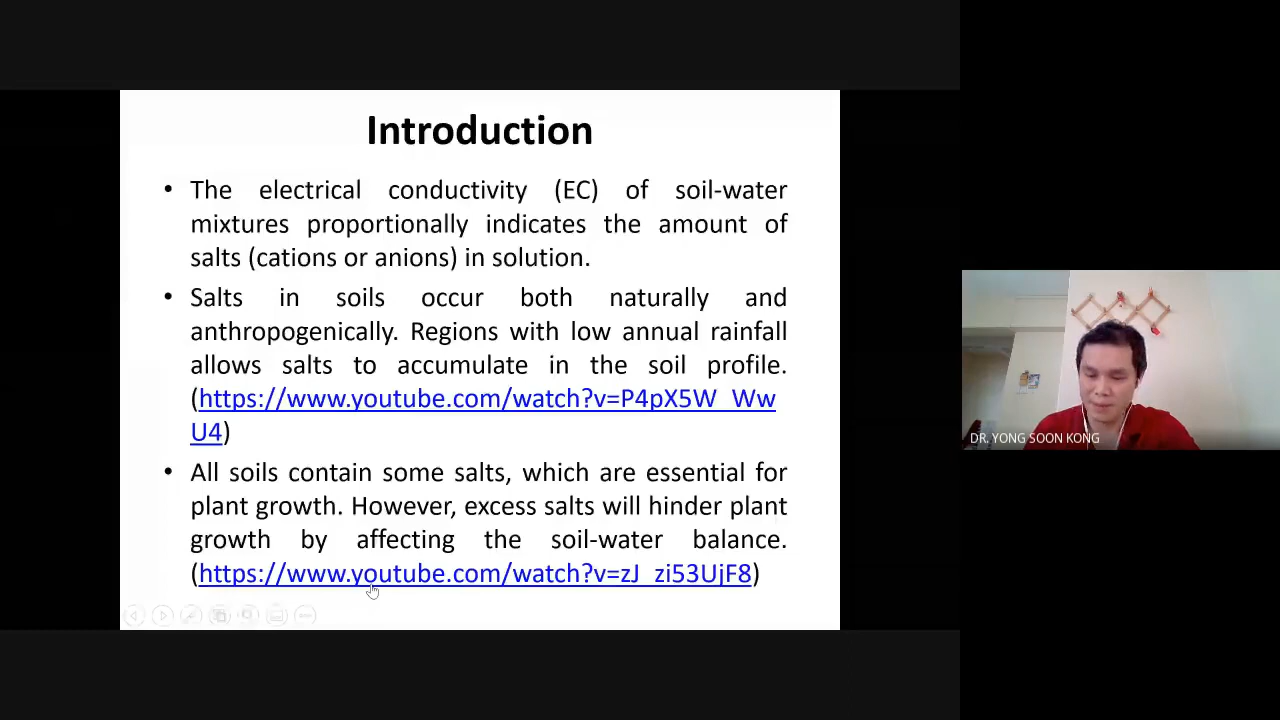 Introduction
• The electrical conductivity (EC) of soil-water
mixtures proportionally indicates the amount of
salts (cations or anions) in solution.
• Salts in soils occur both naturally and
anthropogenically. Regions with low annual rainfall
allows salts to accumulate in the soil profile.
(https://www.youtube.com/watch?v=P4pX5W_Ww
U4)
• All soils contain some salts, which are essential for
plant growth. However, excess salts will hinder plant
growth by affecting the soil-water balance.
(https://www.youtube.com/watch?v=zJ_zi53UjF8)
DR. YONG SOON KONG